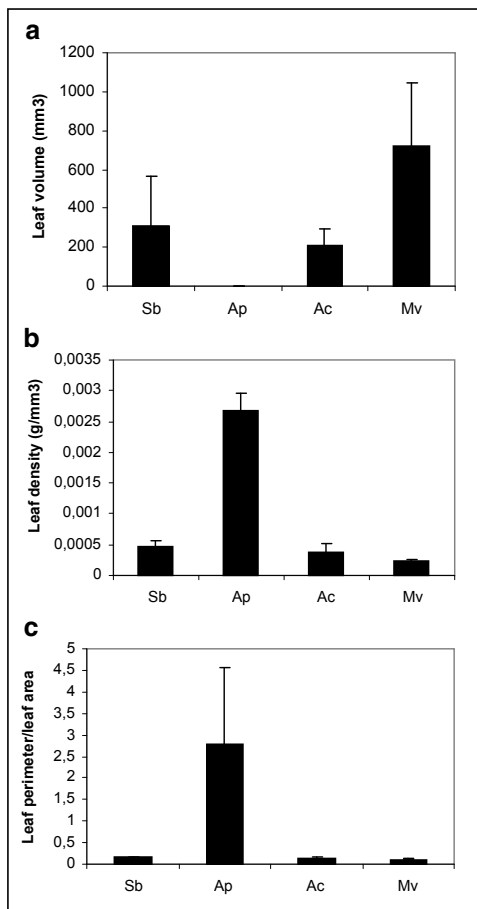 a
Leaf volume (mm3)
1200
1000
800
600
400
200
0
Sb Ap Ac Mv
b
Leaf density (g/mm3)
0,0035
0,003
0,0025
0,002
0,0015
0,001
0,0005
0
Sb Ap Ac Mv
c
Leaf perimeter/leaf area
5
4,5
4
3,5
3
2,5
2
1,5
1
0,5
0
Sb Ap Ac Mv